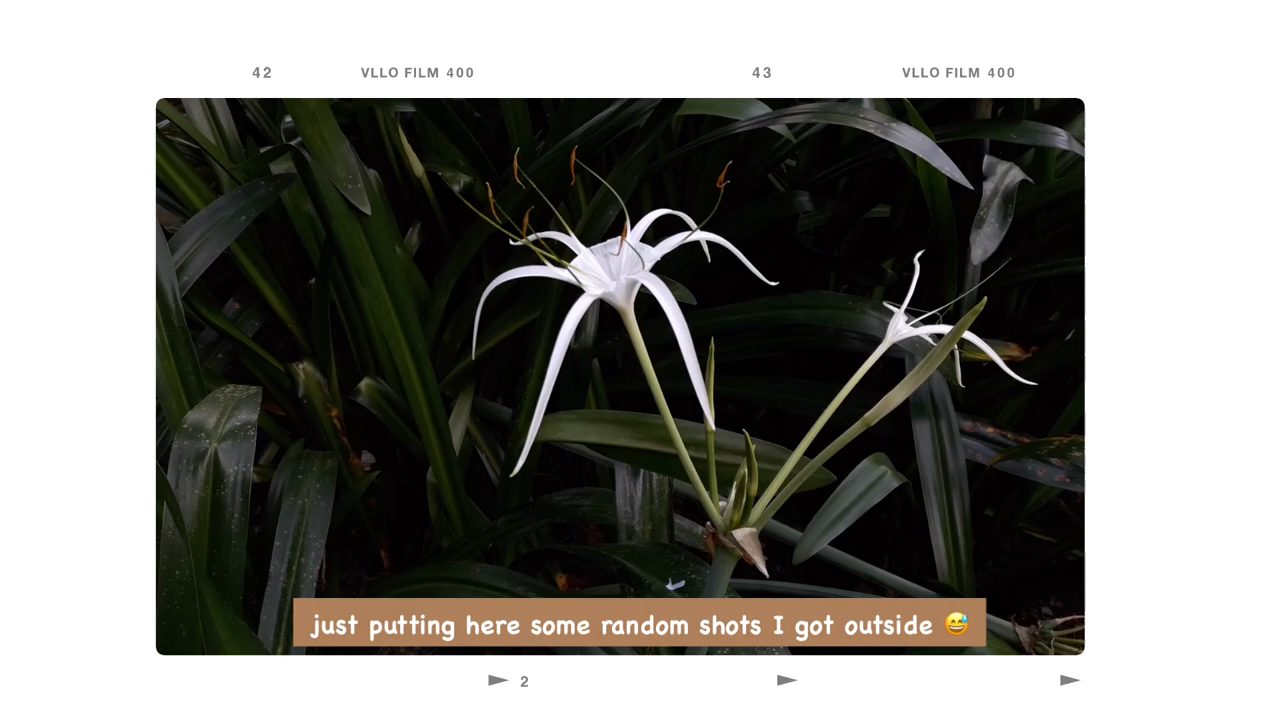 42 VLLO FILM 400 43 VLLO FILM 400
just putting here some random shots I got outside 😅
2